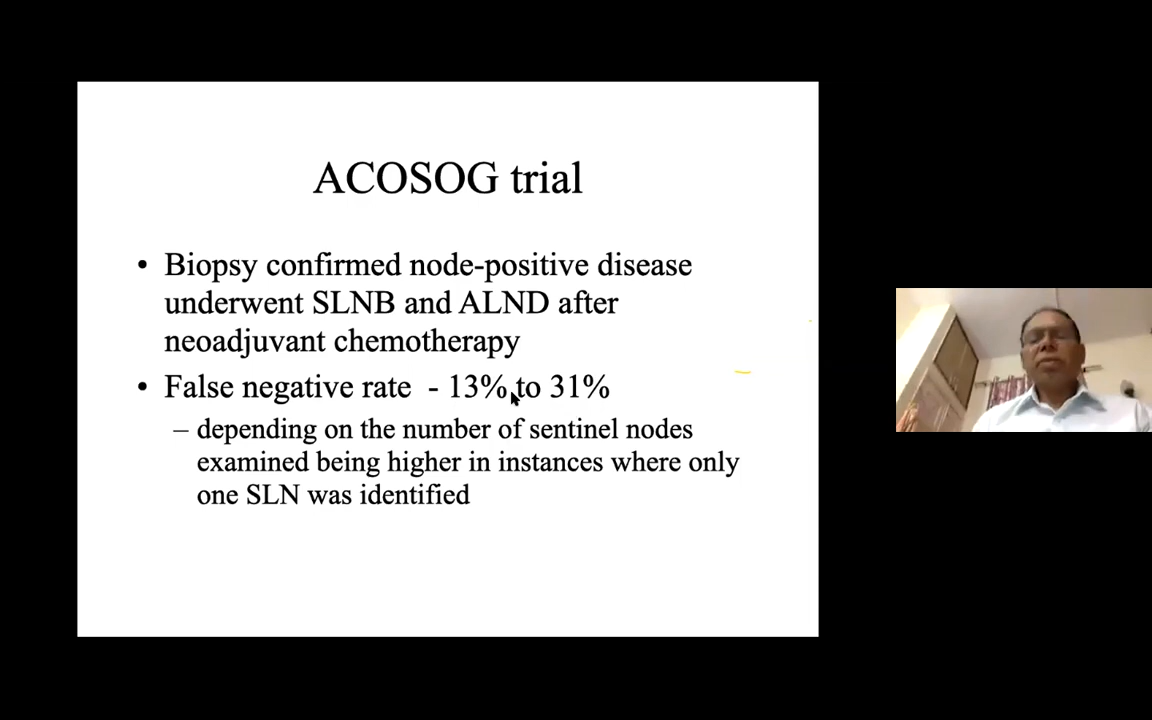 ACOSOG trial
• Biopsy confirmed node-positive disease
underwent SLNB and ALND after
neoadjuvant chemotherapy
• False negative rate - 13% to 31%
– depending on the number of sentinel nodes
examined being higher in instances where only
one SLN was identified